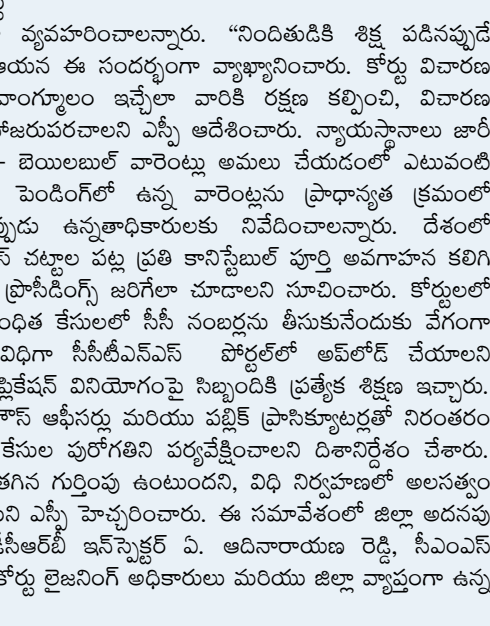 వ్యవహరించాలన్నారు. “నిందితుడికి శిక్ష పడినప్పుడే
ఆయన ఈ సందర్భంగా వ్యాఖ్యానించారు. కోర్టు విచారణ
వాంగ్మూలం ఇచ్చేలా వారికి రక్షణ కల్పించి, విచారణ
హాజరుపరచాలని ఎస్పీ ఆదేశించారు. న్యాయస్థానాలు జారీ
- బెయిలబుల్ వారెంట్లు అమలు చేయడంలో ఎటువంటి
పెండింగ్‌లో ఉన్న వారెంట్లను ప్రాధాన్యత క్రమంలో
ప్పుడు ఉన్నతాధికారులకు నివేదించాలన్నారు. దేశంలో
స్ చట్టాల పట్ల ప్రతి కానిస్టేబుల్ పూర్తి అవగాహన కలిగి
ప్రొసీడింగ్స్ జరిగేలా చూడాలని సూచించారు. కోర్టులలో
ంధిత కేసులలో సీసీ నంబర్లను తీసుకునేందుకు వేగంగా
విధిగా సీసీటీఎన్ఎస్ పోర్టల్‌లో అప్‌లోడ్ చేయాలని
ప్లికేషన్ వినియోగంపై సిబ్బందికి ప్రత్యేక శిక్షణ ఇచ్చారు.
హౌస్ ఆఫీసర్లు మరియు పబ్లిక్ ప్రాసిక్యూటర్లతో నిరంతరం
కేసుల పురోగతిని పర్యవేక్షించాలని దిశానిర్దేశం చేశారు.
తగిన గుర్తింపు ఉంటుందని, విధి నిర్వహణలో అలసత్వం
ని ఎస్పీ హెచ్చరించారు. ఈ సమావేశంలో జిల్లా అదనపు
డీసీఆర్‌బీ ఇన్‌స్పెక్టర్ ఏ. ఆదినారాయణ రెడ్డి, సీఎంఎస్
కోర్టు లైజనింగ్ అధికారులు మరియు జిల్లా వ్యాప్తంగా ఉన్న